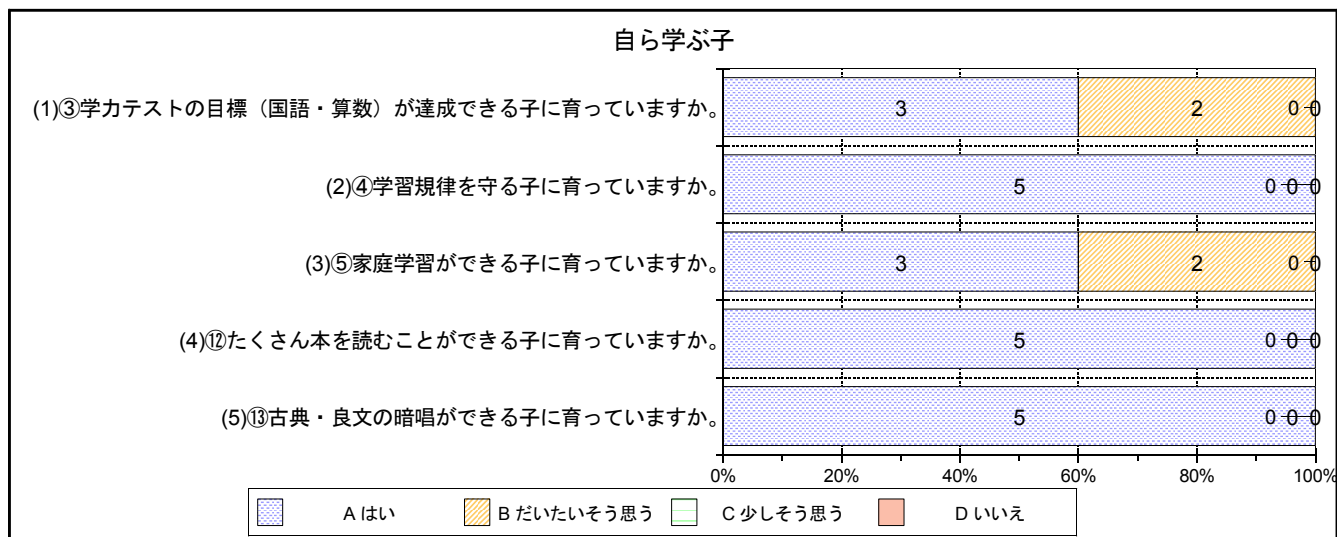 自ら学ぶ子
(1)③学力テストの目標（国語・算数）が達成できる子に育っていますか。 3 2 0 0
(2)④学習規律を守る子に育っていますか。 5 0 0 0
(3)⑤家庭学習ができる子に育っていますか。 3 2 0 0
(4)⑫たくさん本を読むことができる子に育っていますか。 5 0 0 0
(5)⑬古典・良文の暗唱ができる子に育っていますか。 5 0 0 0
0% 20% 40% 60% 80% 100%
A はい B だいたいそう思う C 少しそう思う D いいえ